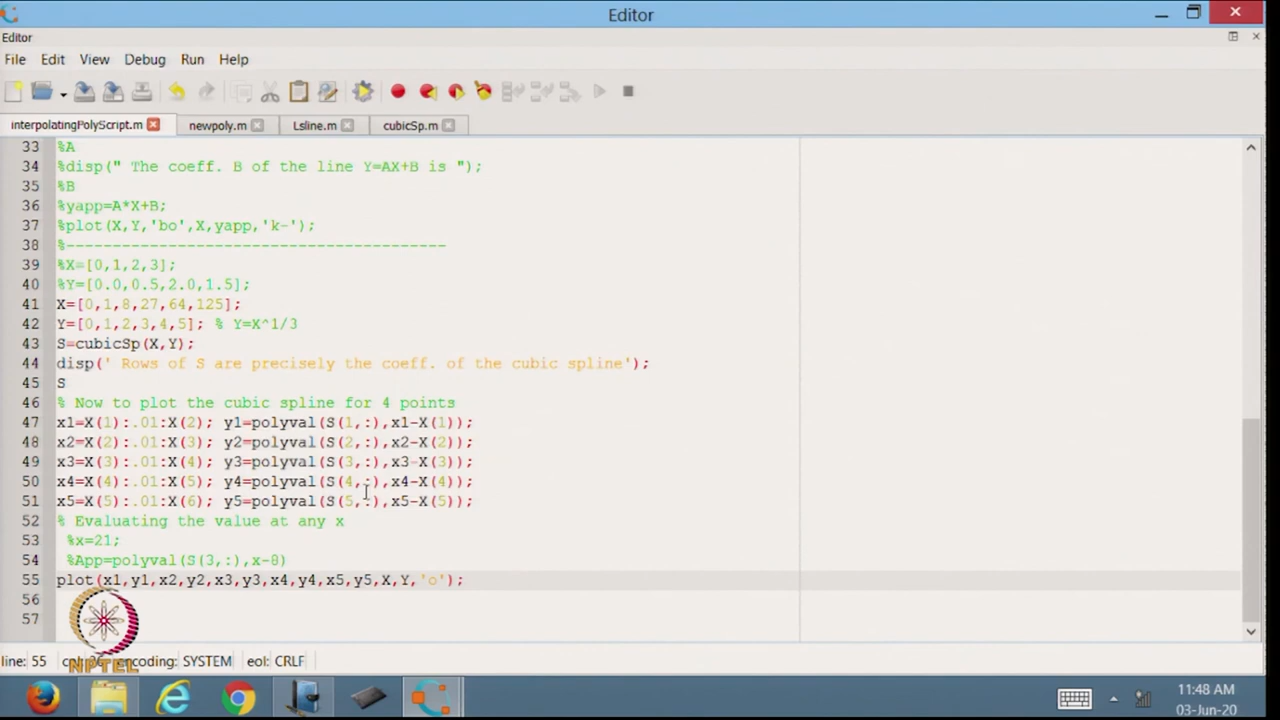 Editor
Editor
File Edit View Debug Run Help
interpolatingPolyScript.m newpoly.m Lsline.m cubicSp.m
33 %A
34 %disp(" The coeff. B of the line Y=AX+B is ");
35 %B
36 %yapp=A*X+B;
37 %plot(X,Y,'bo',X,yapp,'k-');
38 %-----------------------------------------
39 %X=[0,1,2,3];
40 %Y=[0.0,0.5,2.0,1.5];
41 X=[0,1,8,27,64,125];
42 Y=[0,1,2,3,4,5]; % Y=X^1/3
43 S=cubicSp(X,Y);
44 disp(' Rows of S are precisely the coeff. of the cubic spline');
45 S
46 % Now to plot the cubic spline for 4 points
47 x1=X(1):.01:X(2); y1=polyval(S(1,:),x1-X(1));
48 x2=X(2):.01:X(3); y2=polyval(S(2,:),x2-X(2));
49 x3=X(3):.01:X(4); y3=polyval(S(3,:),x3-X(3));
50 x4=X(4):.01:X(5); y4=polyval(S(4,:),x4-X(4));
51 x5=X(5):.01:X(6); y5=polyval(S(5,:),x5-X(5));
52 % Evaluating the value at any x
53 %x=21;
54 %App=polyval(S(3,:),x-8)
55 plot(x1,y1,x2,y2,x3,y3,x4,y4,x5,y5,X,Y,'o');
56
57
line: 55 encoding: SYSTEM eol: CRLF
NPTEL
11:48 AM
03-Jun-20